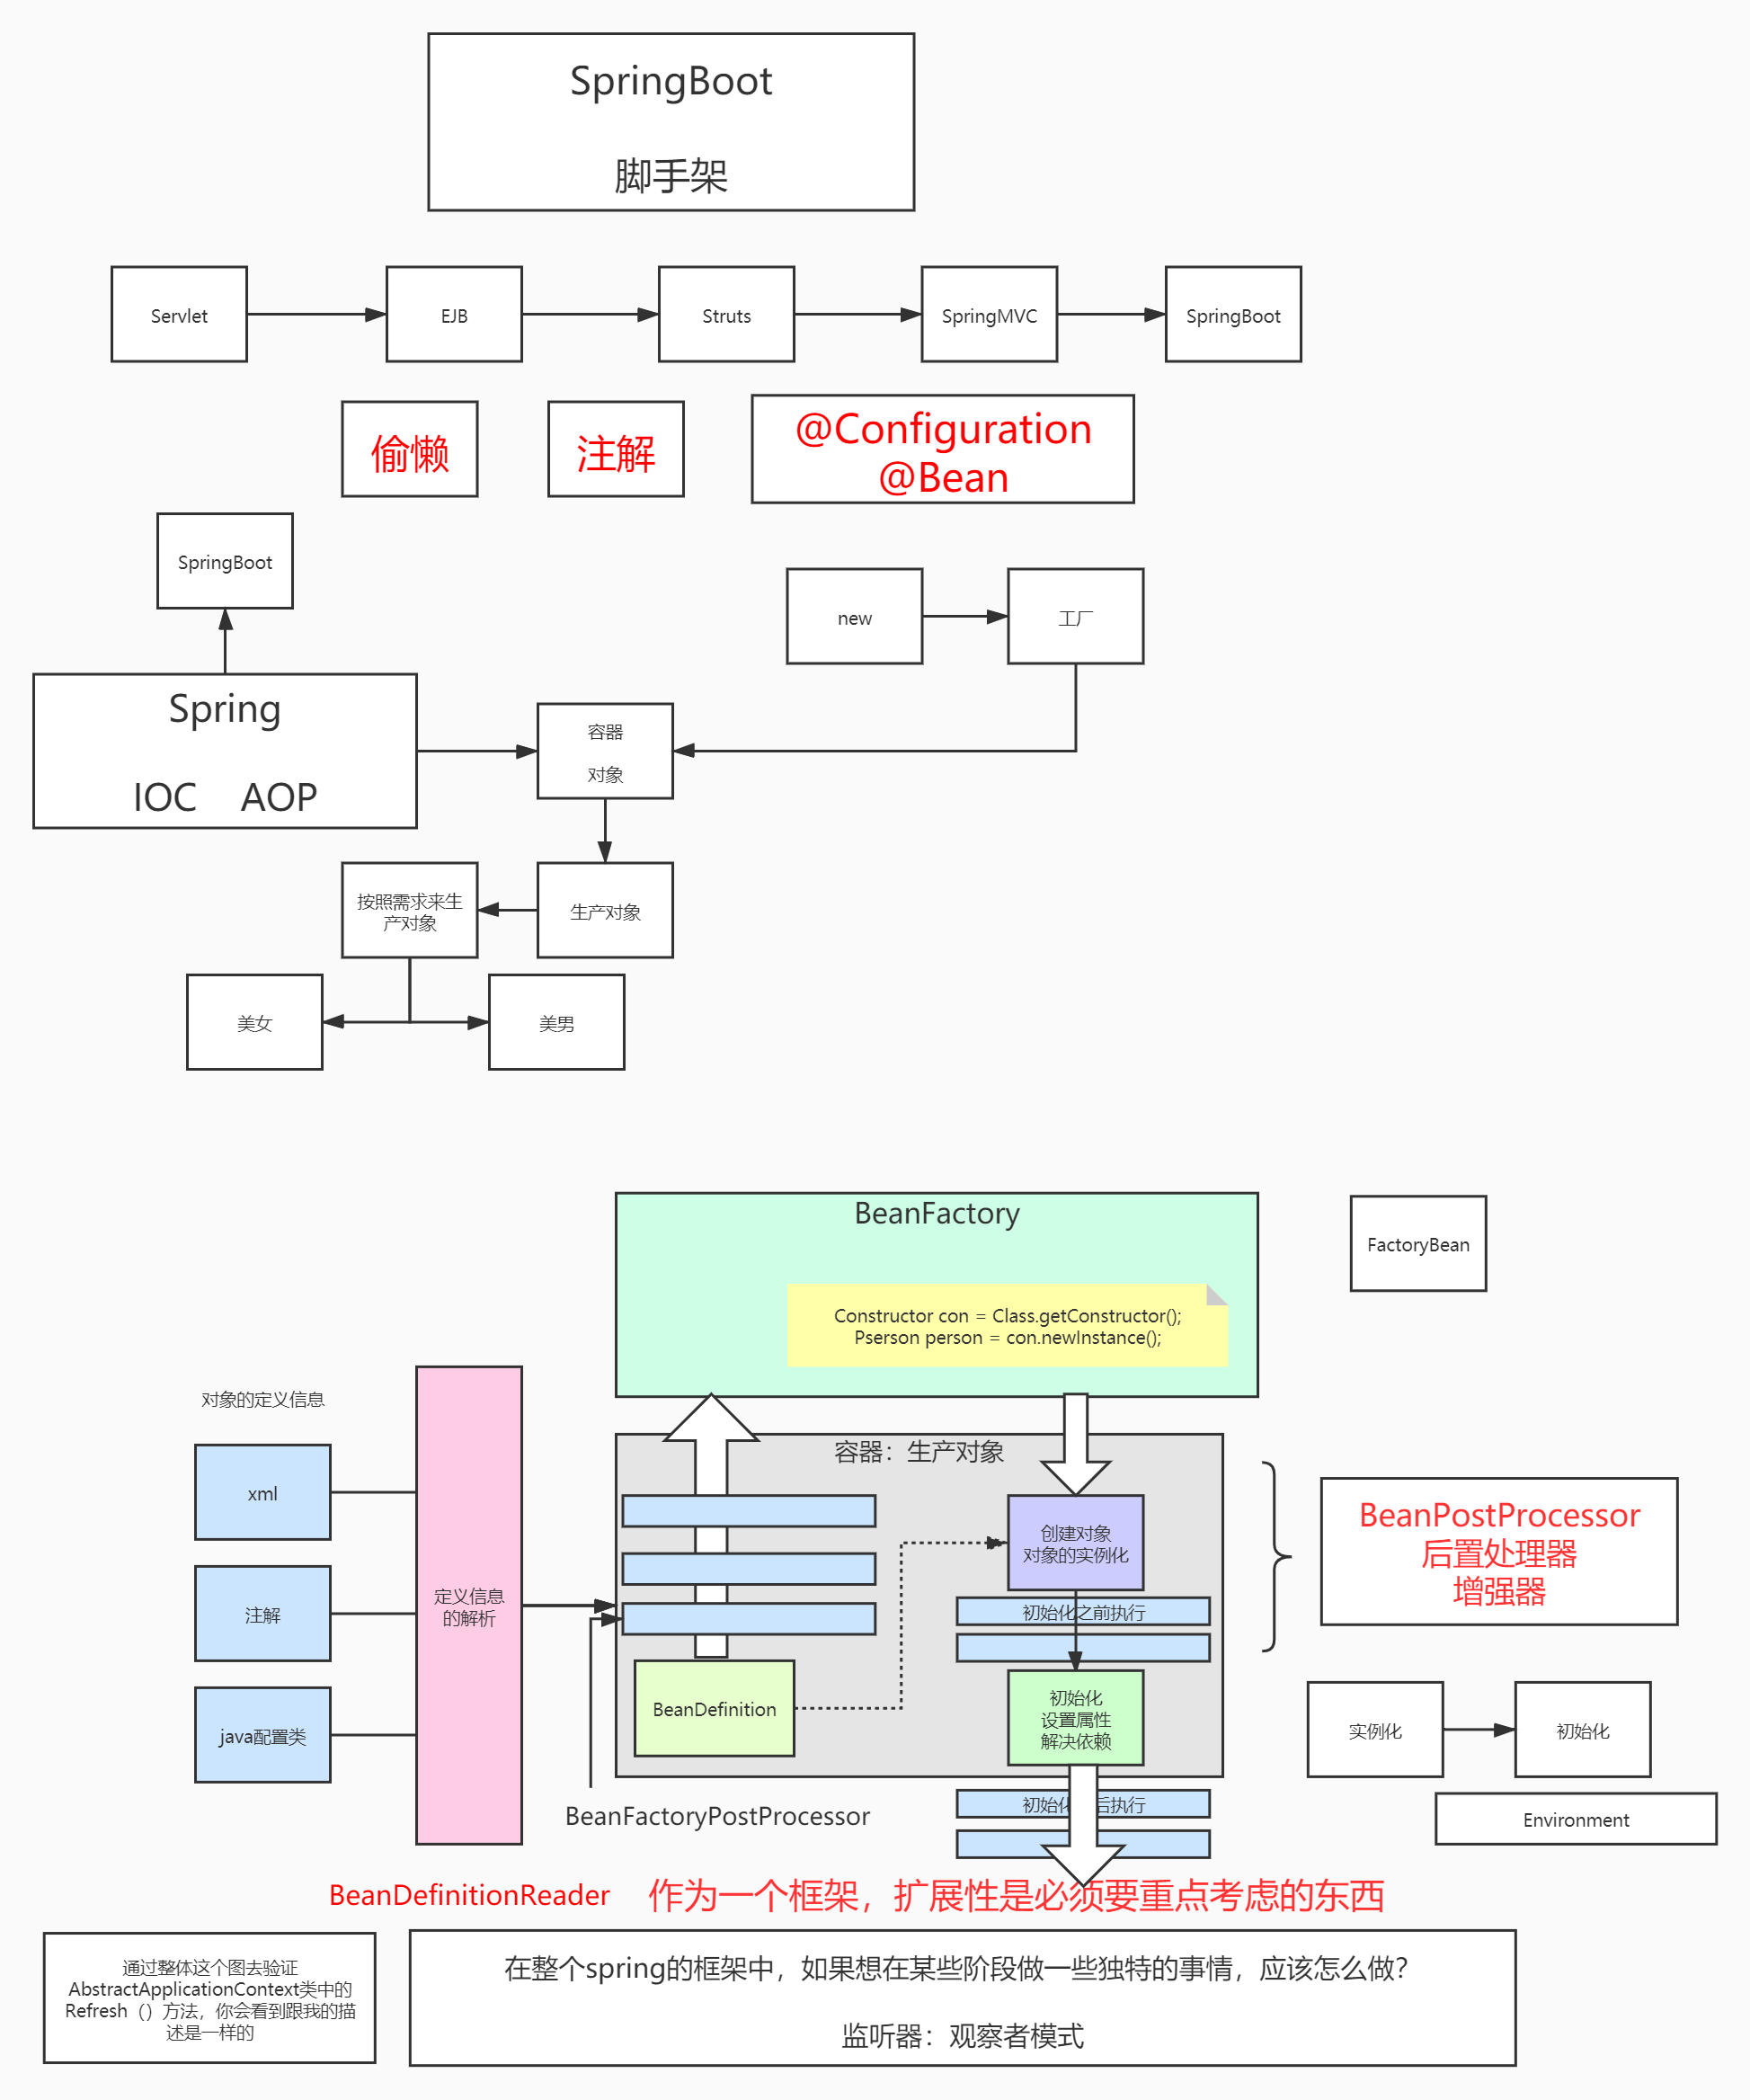 SpringBoot
脚手架
Servlet
EJB
Struts
SpringMVC
SpringBoot
偷懒
注解
@Configuration
@Bean
SpringBoot
new
工厂
Spring
IOC AOP
容器
对象
按照需求来生
产对象
生产对象
美女
美男
BeanFactory
FactoryBean
Constructor con = Class.getConstructor();
Pserson person = con.newInstance();
对象的定义信息
xml
注解
java配置类
定义信息
的解析
容器：生产对象
创建对象
对象的实例化
初始化之前执行
BeanDefinition
初始化
设置属性
解决依赖
BeanPostProcessor
后置处理器
增强器
实例化
初始化
Environment
BeanFactoryPostProcessor
初始化 后执行
BeanDefinitionReader
作为一个框架，扩展性是必须要重点考虑的东西
通过整体这个图去验证
AbstractApplicationContext类中的
Refresh（）方法，你会看到跟我的描
述是一样的
在整个spring的框架中，如果想在某些阶段做一些独特的事情，应该怎么做？
监听器：观察者模式